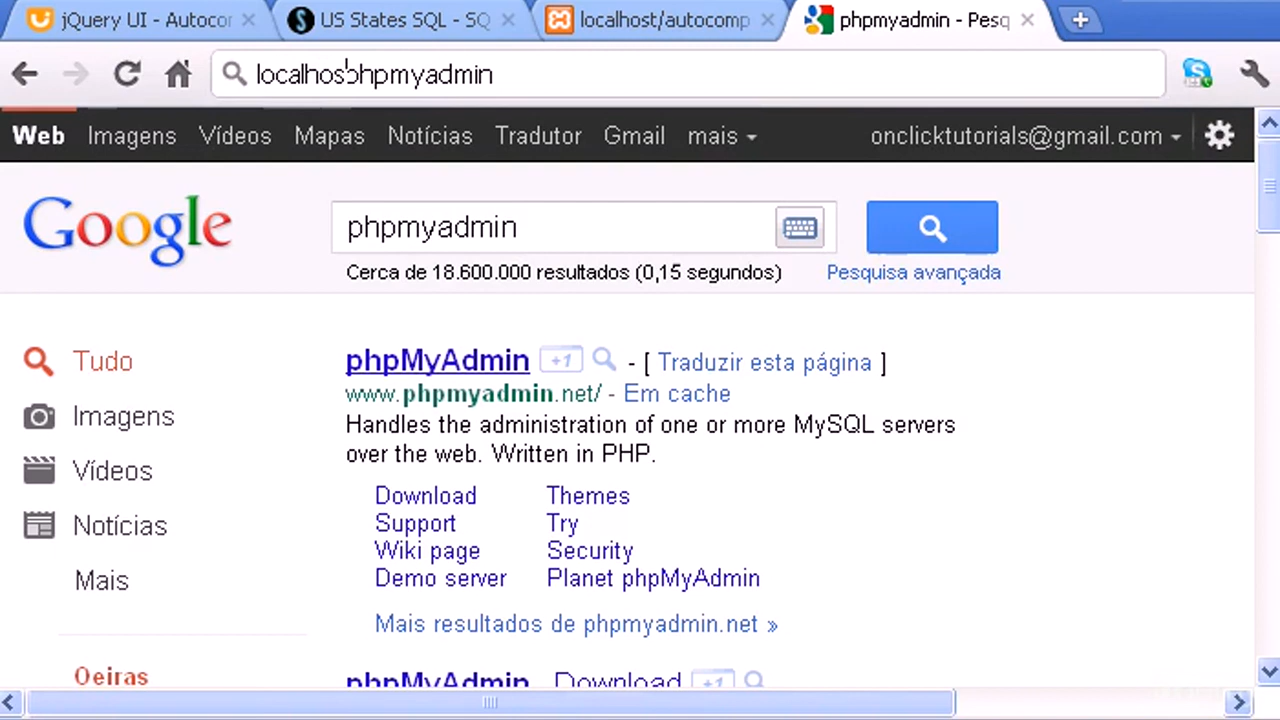 jQuery UI - Autocor
US States SQL - SQ
localhost/autocomp
phpmyadmin - Pesq
localhosphpmyadmin
Web Imagens Vídeos Mapas Notícias Tradutor Gmail mais
onclicktutorials@gmail.com
Google
phpmyadmin
Cerca de 18.600.000 resultados (0,15 segundos)
Pesquisa avançada
Tudo
Imagens
Vídeos
Notícias
Mais
Oeiras
phpMyAdmin +1 - [ Traduzir esta página ]
www.phpmyadmin.net/ - Em cache
Handles the administration of one or more MySQL servers
over the web. Written in PHP.
Download Themes
Support Try
Wiki page Security
Demo server Planet phpMyAdmin
Mais resultados de phpmyadmin.net »
phpMyAdmin Download +1